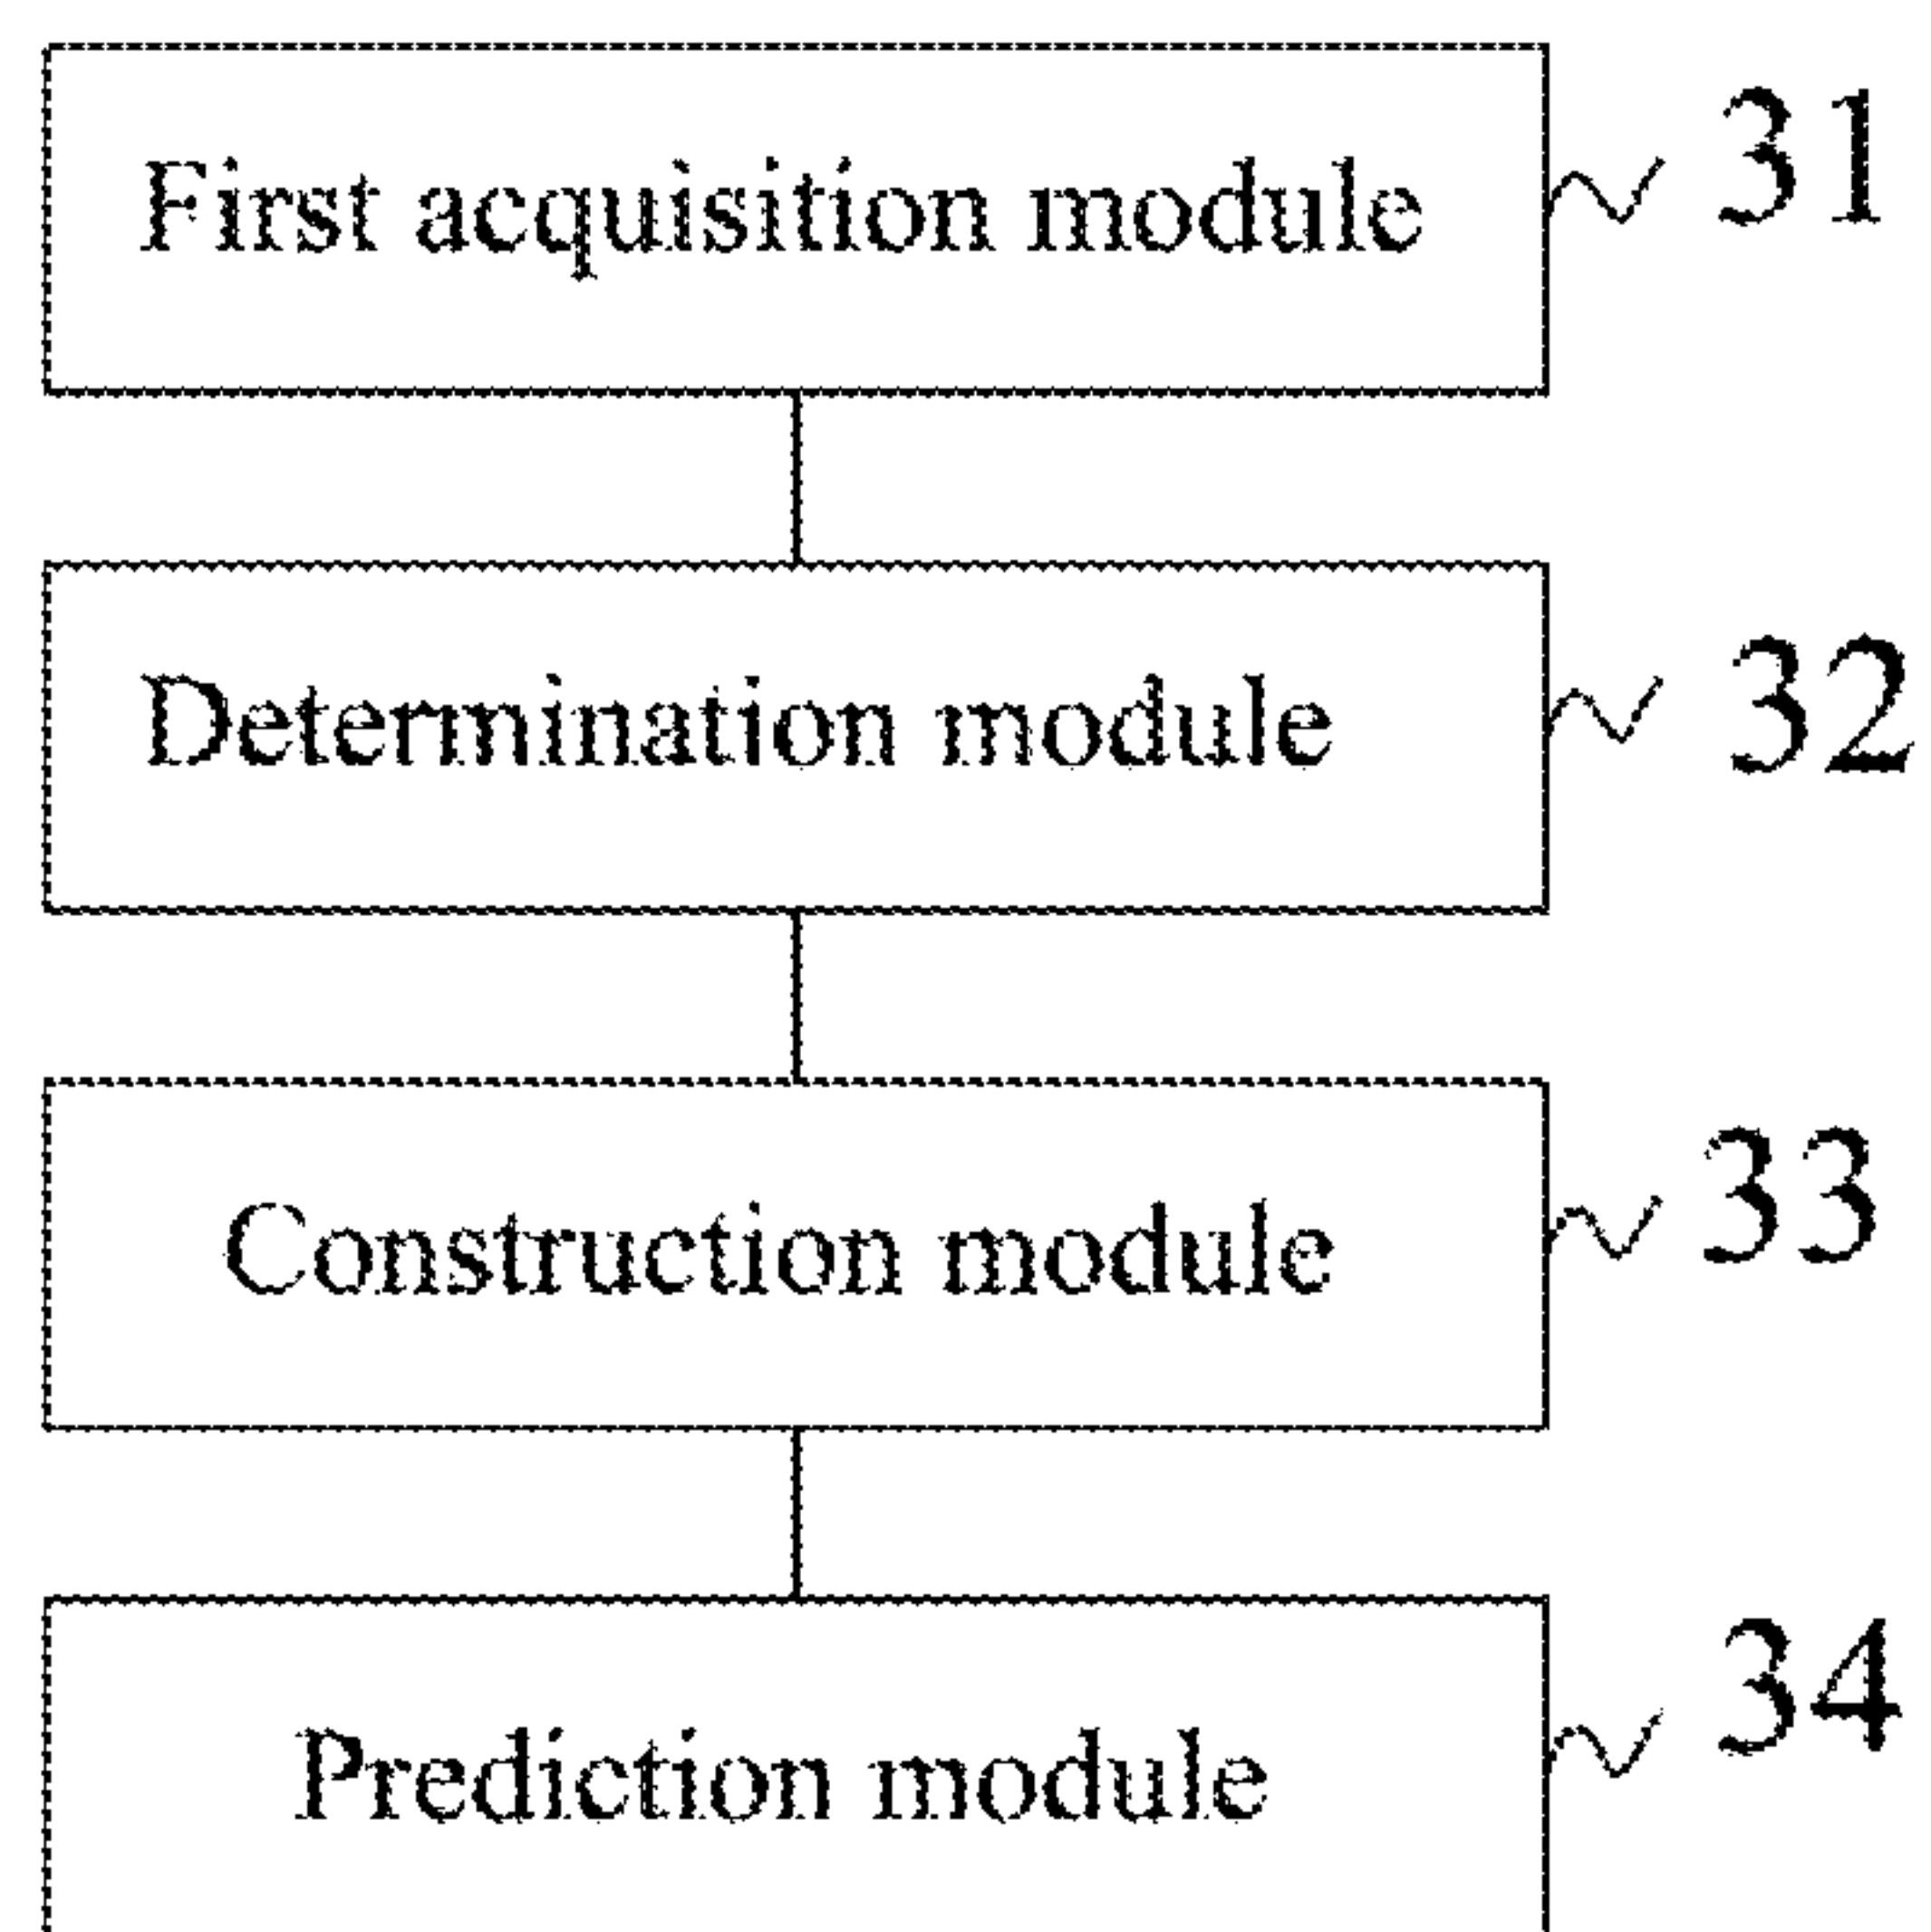 First acquisition module 31
Determination module 32
Construction module 33
Prediction module 34